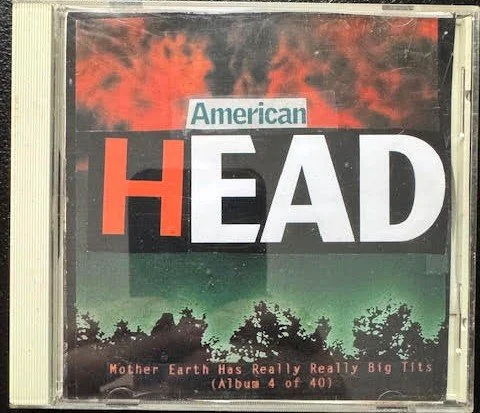 American
HEAD
Mother Earth Has Really Really Big Tits
(Album 4 of 40)